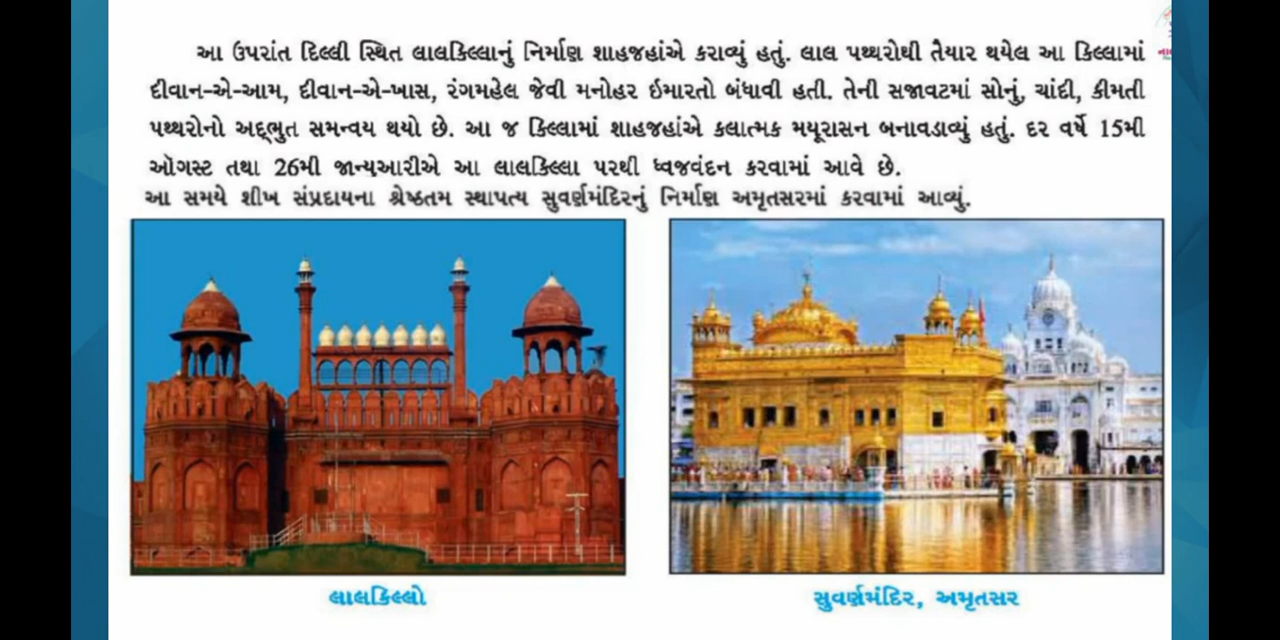 આ ઉપરાંત દિલ્લી સ્થિત લાલકિલ્લાનું નિર્માણ શાહજહાંએ કરાવ્યું હતું. લાલ પથ્થરોથી તૈયાર થયેલ આ કિલ્લામાં
દીવાન-એ-આમ, દીવાન-એ-ખાસ, રંગમહેલ જેવી મનોહર ઇમારતો બંધાવી હતી. તેની સજાવટમાં સોનું, ચાંદી, કીમતી
પથ્થરોનો અદ્ભુત સમન્વય થયો છે. આ જ કિલ્લામાં શાહજહાંએ કલાત્મક મયૂરાસન બનાવડાવ્યું હતું. દર વર્ષે 15મી
ઑગસ્ટ તથા 26મી જાન્યુઆરીએ આ લાલકિલ્લા પરથી ધ્વજવંદન કરવામાં આવે છે.
આ સમયે શીખ સંપ્રદાયના શ્રેષ્ઠતમ સ્થાપત્ય સુવર્ણમંદિરનું નિર્માણ અમૃતસરમાં કરવામાં આવ્યું.
લાલકિલ્લો
સુવર્ણમંદિર, અમૃતસર